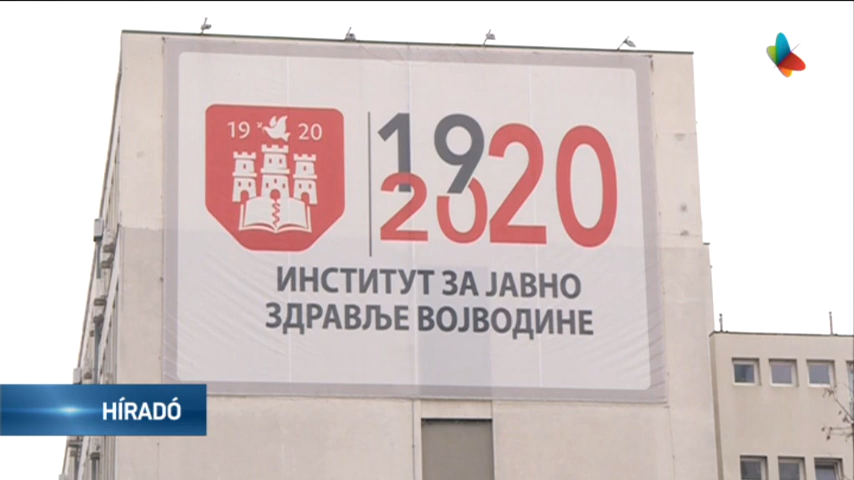 19 20
1920
2020
ИНСТИТУТ ЗА ЈАВНО
ЗДРАВЉЕ ВОЈВОДИНЕ
HÍRADÓ